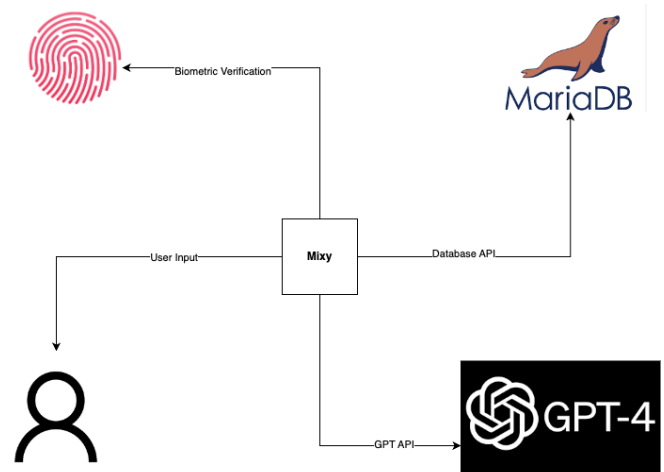 Biometric Verification
MariaDB
User Input
Mixy
Database API
GPT API
GPT-4